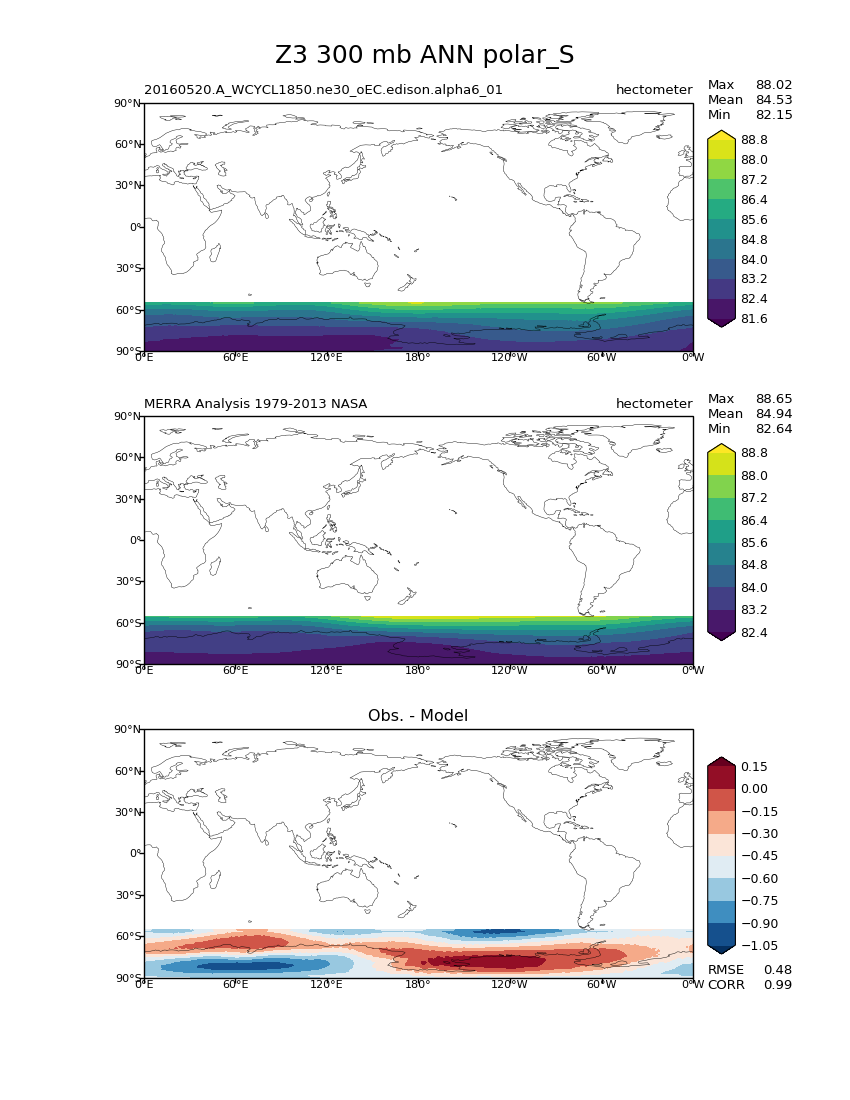 Z3 300 mb ANN polar_S
20160520.A_WCYCL1850.ne30_oEC.edison.alpha6_01 hectometer
Max 88.02
Mean 84.53
Min 82.15
90°N
60°N
30°N
0°
30°S
60°S
90°S
0°E 60°E 120°E 180° 120°W 60°W 0°W
88.8
88.0
87.2
86.4
85.6
84.8
84.0
83.2
82.4
81.6
MERRA Analysis 1979-2013 NASA hectometer
Max 88.65
Mean 84.94
Min 82.64
90°N
60°N
30°N
0°
30°S
60°S
90°S
0°E 60°E 120°E 180° 120°W 60°W 0°W
88.8
88.0
87.2
86.4
85.6
84.8
84.0
83.2
82.4
Obs. - Model
90°N
60°N
30°N
0°
30°S
60°S
90°S
0°E 60°E 120°E 180° 120°W 60°W 0°W
0.15
0.00
−0.15
−0.30
−0.45
−0.60
−0.75
−0.90
−1.05
RMSE 0.48
CORR 0.99